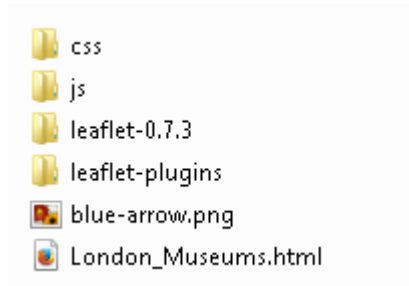 css
js
leaflet-0.7.3
leaflet-plugins
blue-arrow.png
London_Museums.html